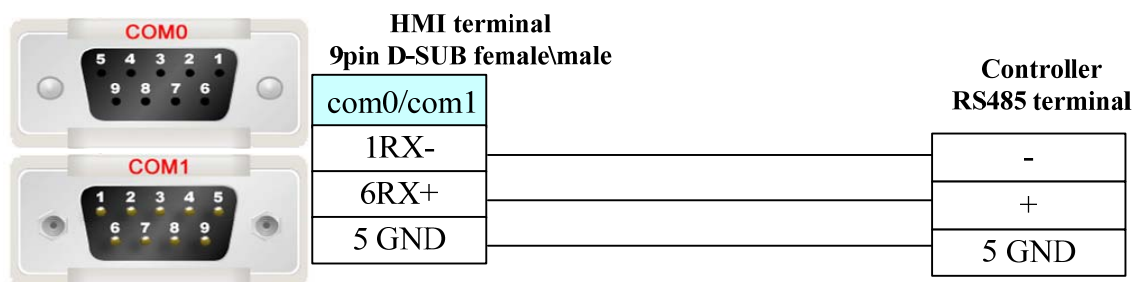 COM0
5 4 3 2 1
9 8 7 6
COM1
1 2 3 4 5
6 7 8 9
HMI terminal
9pin D-SUB female\male
com0/com1
1RX-
6RX+
5 GND
Controller
RS485 terminal
-
+
5 GND